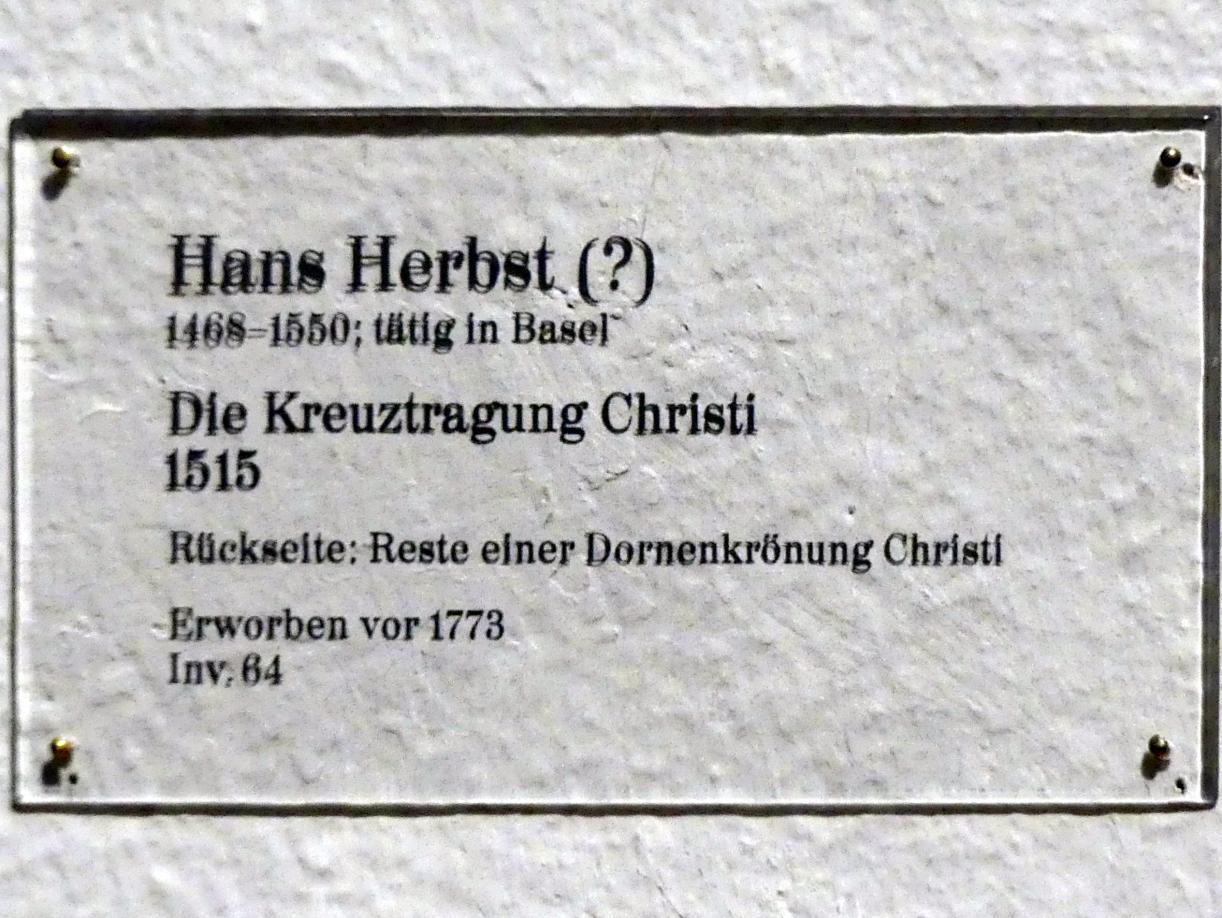 Hans Herbst (?)
1468–1550; tätig in Basel
Die Kreuztragung Christi
1515
Rückseite: Reste einer Dornenkrönung Christi
Erworben vor 1773
Inv. 64